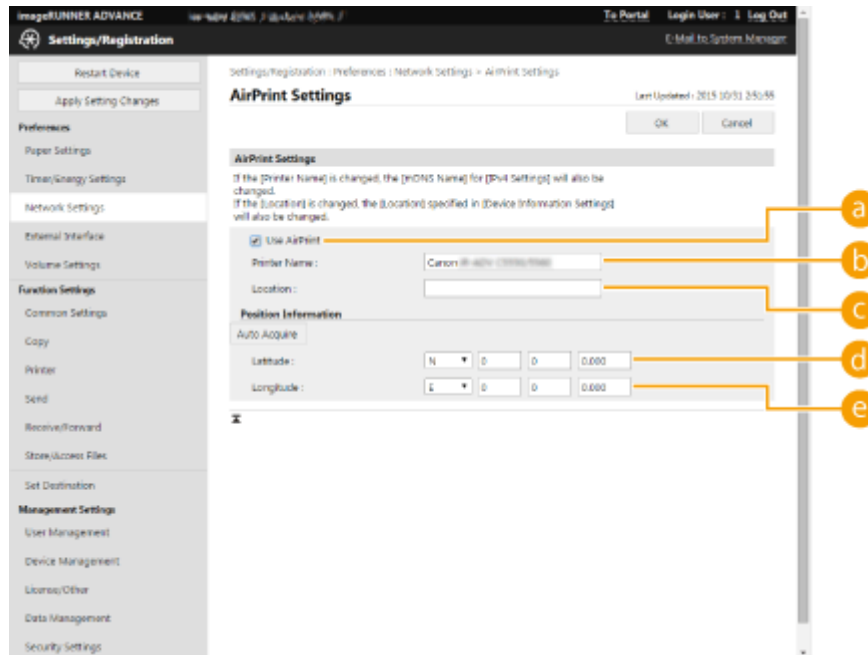 imageRUNNER ADVANCE
To Portal Login User : 1 Log Out
Settings/Registration
E-Mail to System Manager
Restart Device
Apply Setting Changes
Preferences
Paper Settings
Timer/Energy Settings
Network Settings
External Interface
Volume Settings
Function Settings
Common Settings
Copy
Printer
Send
Receive/Forward
Store/Access Files
Set Destination
Management Settings
User Management
Device Management
License/Other
Data Management
Security Settings
Settings/Registration : Preferences : Network Settings > AirPrint Settings
AirPrint Settings
Last Updated : 2015 10/31 2:51:55
OK Cancel
AirPrint Settings
If the [Printer Name] is changed, the [mDNS Name] for [IPv4 Settings] will also be
changed.
If the [Location] is changed, the [Location] specified in [Device Information Settings]
will also be changed.
Use AirPrint
a
Printer Name : Canon
b
Location :
c
Position Information
Auto Acquire
Latitude : N 0 0 0.000
d
Longitude : E 0 0 0.000
e